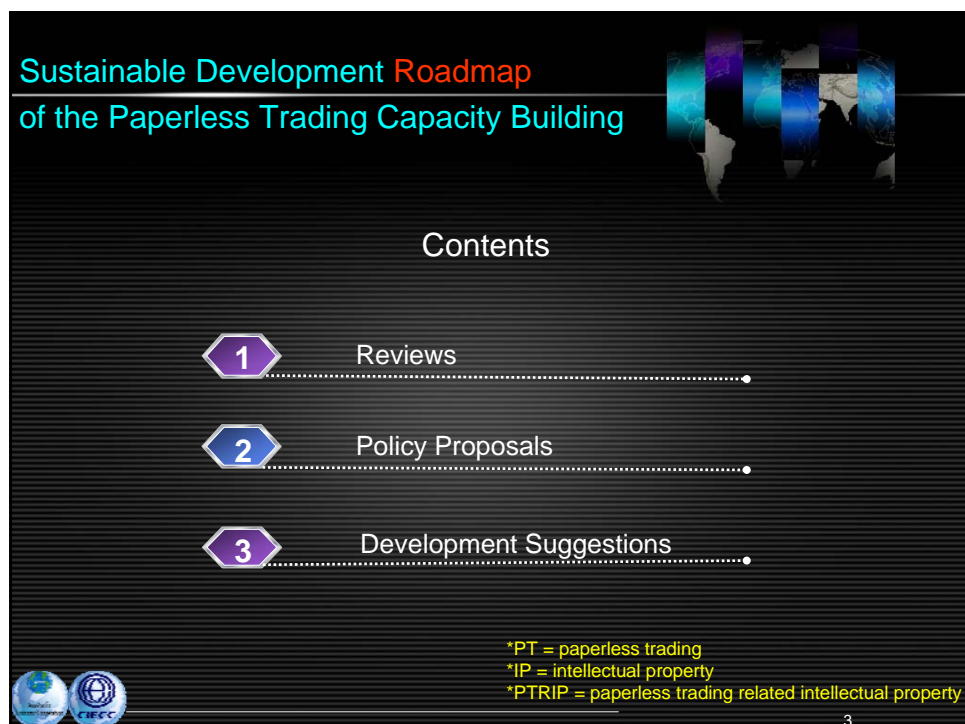 Sustainable Development Roadmap
of the Paperless Trading Capacity Building
Contents
1 Reviews
2 Policy Proposals
3 Development Suggestions
*PT = paperless trading
*IP = intellectual property
*PTRIP = paperless trading related intellectual property
CIECC
3